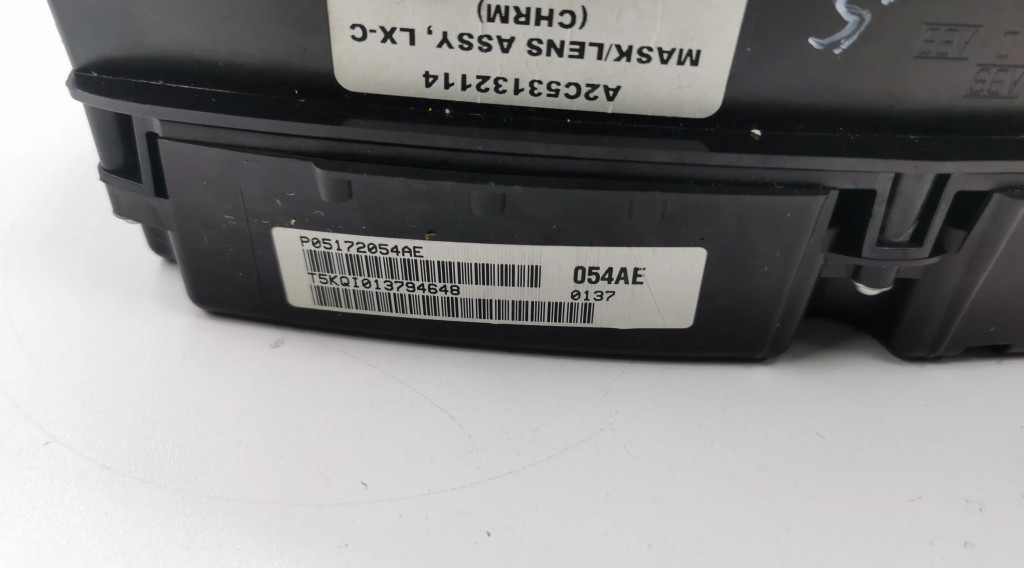 A2C53132114
MASK/LENS ASSY, LX-C
(CHRM)
P05172054AE
T5KQI013794648
054AE
0137